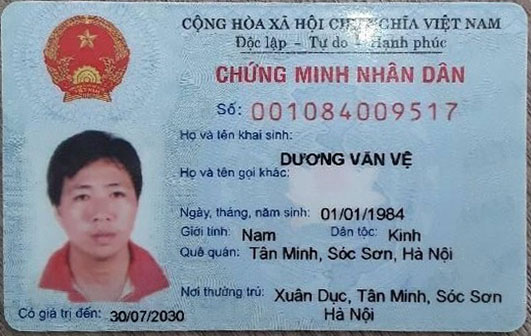 CỘNG HÒA XÃ HỘI CHỦ NGHĨA VIỆT NAM
Độc lập - Tự do - Hạnh phúc
CHỨNG MINH NHÂN DÂN
Số: 001084009517
Họ và tên khai sinh:
DƯƠNG VĂN VỆ
Họ và tên gọi khác:
Ngày, tháng, năm sinh: 01/01/1984
Giới tính: Nam Dân tộc: Kinh
Quê quán: Tân Minh, Sóc Sơn, Hà Nội
Nơi thường trú: Xuân Dục, Tân Minh, Sóc Sơn
Hà Nội
Có giá trị đến: 30/07/2030